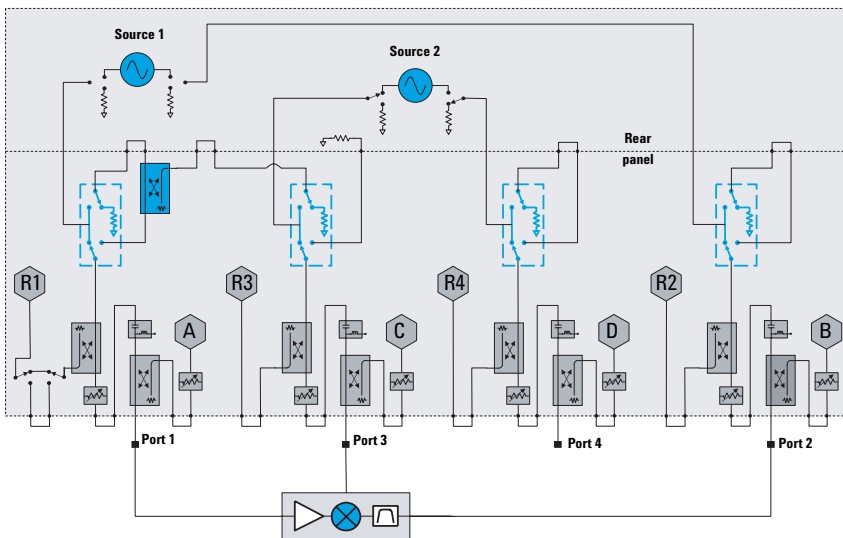 Source 1
Source 2
Rear
panel
R1
A
R3
C
R4
D
R2
B
Port 1
Port 3
Port 4
Port 2